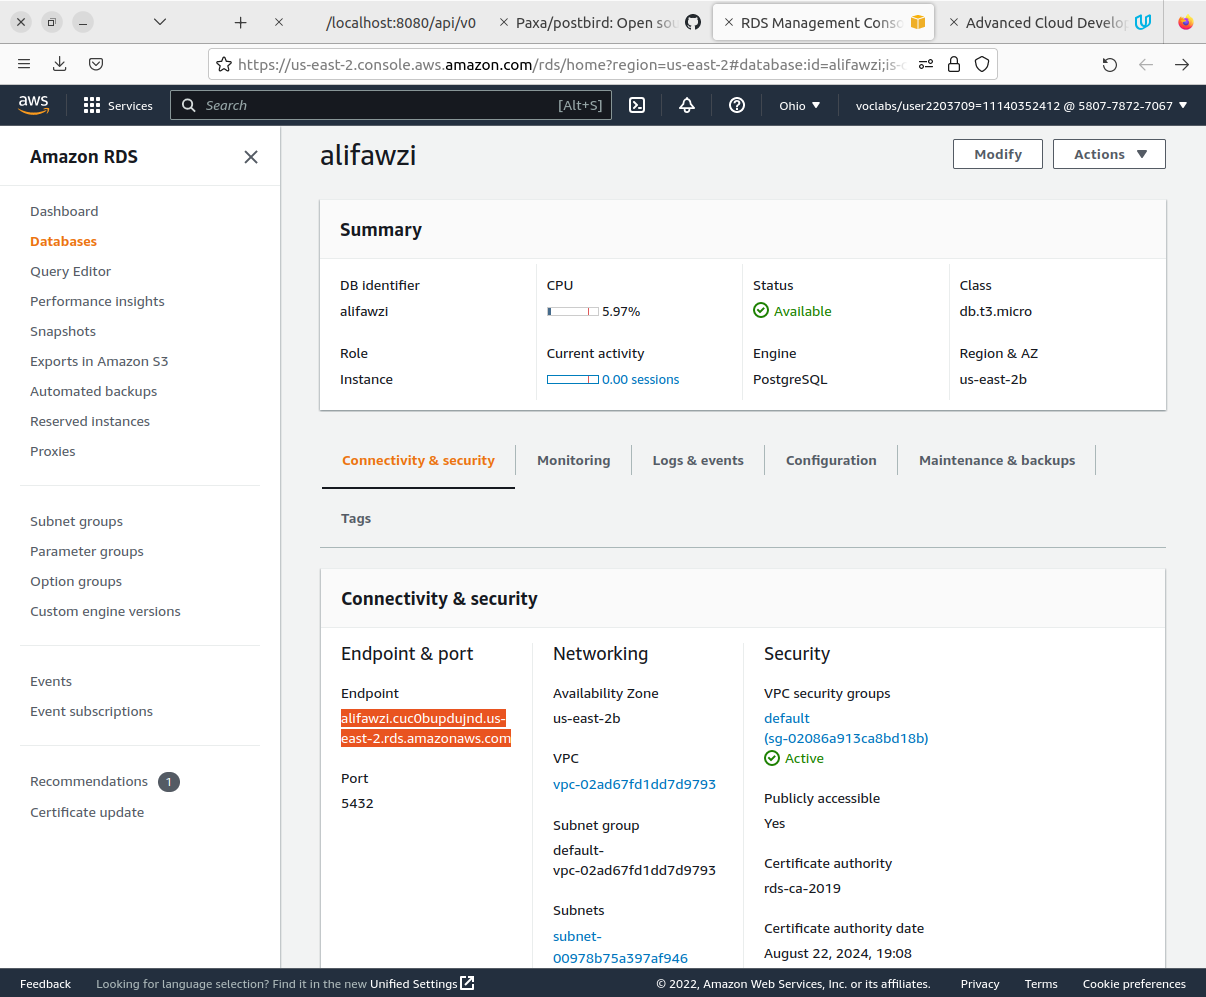 /localhost:8080/api/v0
Paxa/postbird: Open sou
RDS Management Conso
Advanced Cloud Develop
https://us-east-2.console.aws.amazon.com/rds/home?region=us-east-2#database:id=alifawzi;is-c
aws
Services
Search
[Alt+S]
Ohio
voclabs/user2203709=11140352412 @ 5807-7872-7067
Amazon RDS
Dashboard
Databases
Query Editor
Performance insights
Snapshots
Exports in Amazon S3
Automated backups
Reserved instances
Proxies
Subnet groups
Parameter groups
Option groups
Custom engine versions
Events
Event subscriptions
Recommendations 1
Certificate update
alifawzi
Modify
Actions
Summary
DB identifier
alifawzi
CPU
5.97%
Status
Available
Class
db.t3.micro
Role
Instance
Current activity
0.00 sessions
Engine
PostgreSQL
Region & AZ
us-east-2b
Connectivity & security
Monitoring
Logs & events
Configuration
Maintenance & backups
Tags
Connectivity & security
Endpoint & port
Endpoint
alifawzi.cuc0bupdujnd.us-
east-2.rds.amazonaws.com
Port
5432
Networking
Availability Zone
us-east-2b
VPC
vpc-02ad67fd1dd7d9793
Subnet group
default-
vpc-02ad67fd1dd7d9793
Subnets
subnet-
00978b75a397af946
Security
VPC security groups
default
(sg-02086a913ca8bd18b)
Active
Publicly accessible
Yes
Certificate authority
rds-ca-2019
Certificate authority date
August 22, 2024, 19:08
Feedback
Looking for language selection? Find it in the new Unified Settings
© 2022, Amazon Web Services, Inc. or its affiliates.
Privacy
Terms
Cookie preferences